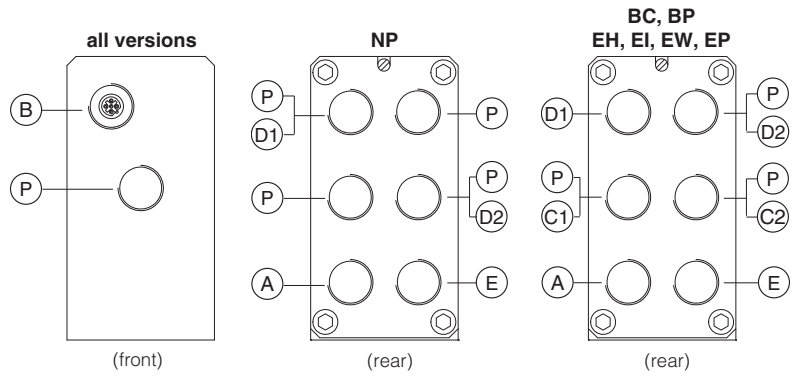 all versions
B
P
(front)
NP
P
D1
P
P
P
D2
A
E
(rear)
BC, BP
EH, EI, EW, EP
D1
P
D2
P
C1
P
C2
A
E
(rear)